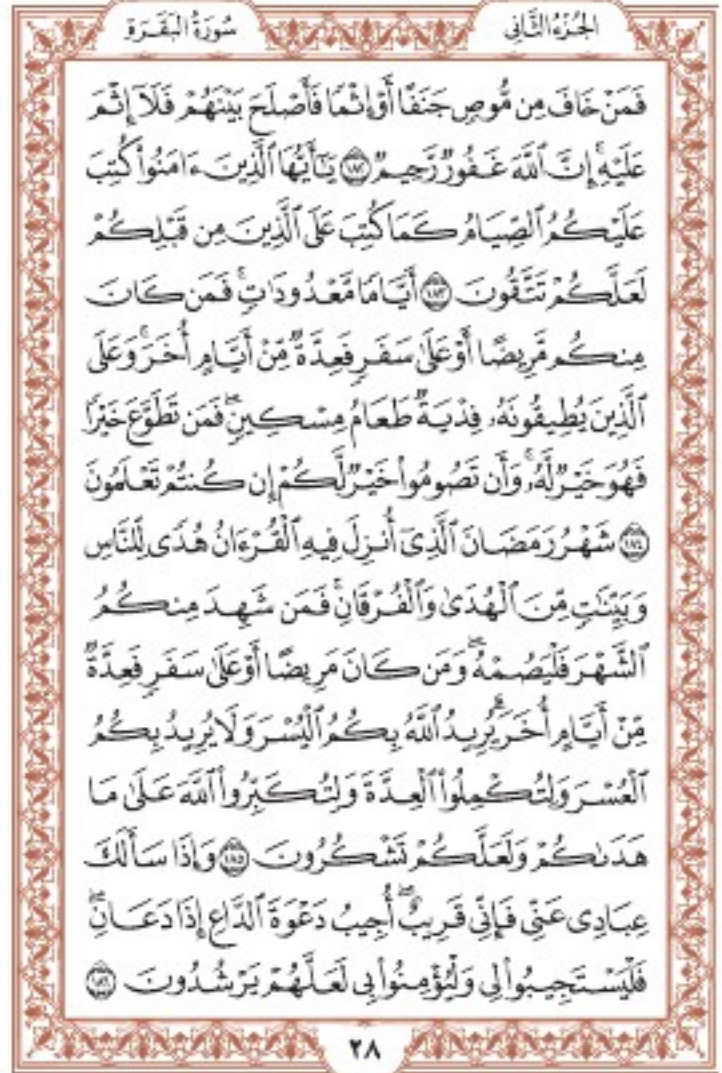 الجُزْءُ الثَّانِي
سُورَةُ البَقَرَةِ
فَمَنْ خَافَ مِن مُّوصٍ جَنَفًا أَوْ إِثْمًا فَأَصْلَحَ بَيْنَهُمْ فَلَآ إِثْمَ
عَلَيْهِۚ إِنَّ ٱللَّهَ غَفُورٌ رَّحِيمٌ ١٨٢ يَـٰٓأَيُّهَا ٱلَّذِينَ ءَامَنُوا۟ كُتِبَ
عَلَيْكُمُ ٱلصِّيَامُ كَمَا كُتِبَ عَلَى ٱلَّذِينَ مِن قَبْلِكُمْ
لَعَلَّكُمْ تَتَّقُونَ ١٨٣ أَيَّامًا مَّعْدُودَٰتٍۚ فَمَن كَانَ
مِنكُم مَّرِيضًا أَوْ عَلَىٰ سَفَرٍ فَعِدَّةٌ مِّنْ أَيَّامٍ أُخَرَۚ وَعَلَى
ٱلَّذِينَ يُطِيقُونَهُۥ فِدْيَةٌ طَعَامُ مِسْكِينٍۖ فَمَن تَطَوَّعَ خَيْرًا
فَهُوَ خَيْرٌ لَّهُۥۚ وَأَن تَصُومُوا۟ خَيْرٌ لَّكُمْ إِن كُنتُمْ تَعْلَمُونَ
١٨٤ شَهْرُ رَمَضَانَ ٱلَّذِىٓ أُنزِلَ فِيهِ ٱلْقُرْءَانُ هُدًى لِّلنَّاسِ
وَبَيِّنَـٰتٍ مِّنَ ٱلْهُدَىٰ وَٱلْفُرْقَانِۚ فَمَن شَهِدَ مِنكُمُ
ٱلشَّهْرَ فَلْيَصُمْهُۖ وَمَن كَانَ مَرِيضًا أَوْ عَلَىٰ سَفَرٍ فَعِدَّةٌ
مِّنْ أَيَّامٍ أُخَرَۗ يُرِيدُ ٱللَّهُ بِكُمُ ٱلْيُسْرَ وَلَا يُرِيدُ بِكُمُ
ٱلْعُسْرَ وَلِتُكْمِلُوا۟ ٱلْعِدَّةَ وَلِتُكَبِّرُوا۟ ٱللَّهَ عَلَىٰ مَا
هَدَىٰكُمْ وَلَعَلَّكُمْ تَشْكُرُونَ ١٨٥ وَإِذَا سَأَلَكَ
عِبَادِى عَنِّى فَإِنِّى قَرِيبٌۖ أُجِيبُ دَعْوَةَ ٱلدَّاعِ إِذَا دَعَانِۖ
فَلْيَسْتَجِيبُوا۟ لِى وَلْيُؤْمِنُوا۟ بِى لَعَلَّهُمْ يَرْشُدُونَ ١٨٦
٢٨